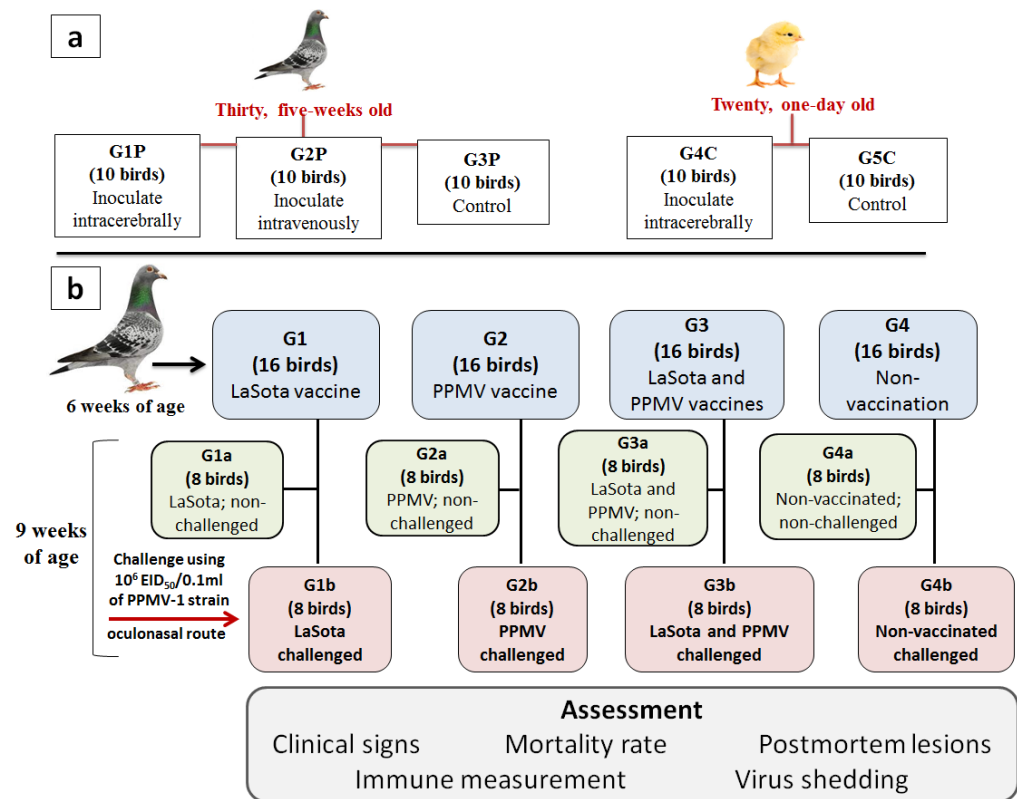 a
Thirty, five-weeks old
Twenty, one-day old
G1P
(10 birds)
Inoculate
intracerebrally
G2P
(10 birds)
Inoculate
intravenously
G3P
(10 birds)
Control
G4C
(10 birds)
Inoculate
intracerebrally
G5C
(10 birds)
Control
b
6 weeks of age
G1
(16 birds)
LaSota vaccine
G2
(16 birds)
PPMV vaccine
G3
(16 birds)
LaSota and
PPMV vaccines
G4
(16 birds)
Non-
vaccination
9 weeks
of age
G1a
(8 birds)
LaSota; non-
challenged
G2a
(8 birds)
PPMV; non-
challenged
G3a
(8 birds)
LaSota and
PPMV; non-
challenged
G4a
(8 birds)
Non-vaccinated;
non-challenged
Challenge using
10⁶ EID₅₀/0.1ml
of PPMV-1 strain
oculonasal route
G1b
(8 birds)
LaSota
challenged
G2b
(8 birds)
PPMV
challenged
G3b
(8 birds)
LaSota and PPMV
challenged
G4b
(8 birds)
Non-vaccinated
challenged
Assessment
Clinical signs Mortality rate Postmortem lesions
Immune measurement Virus shedding